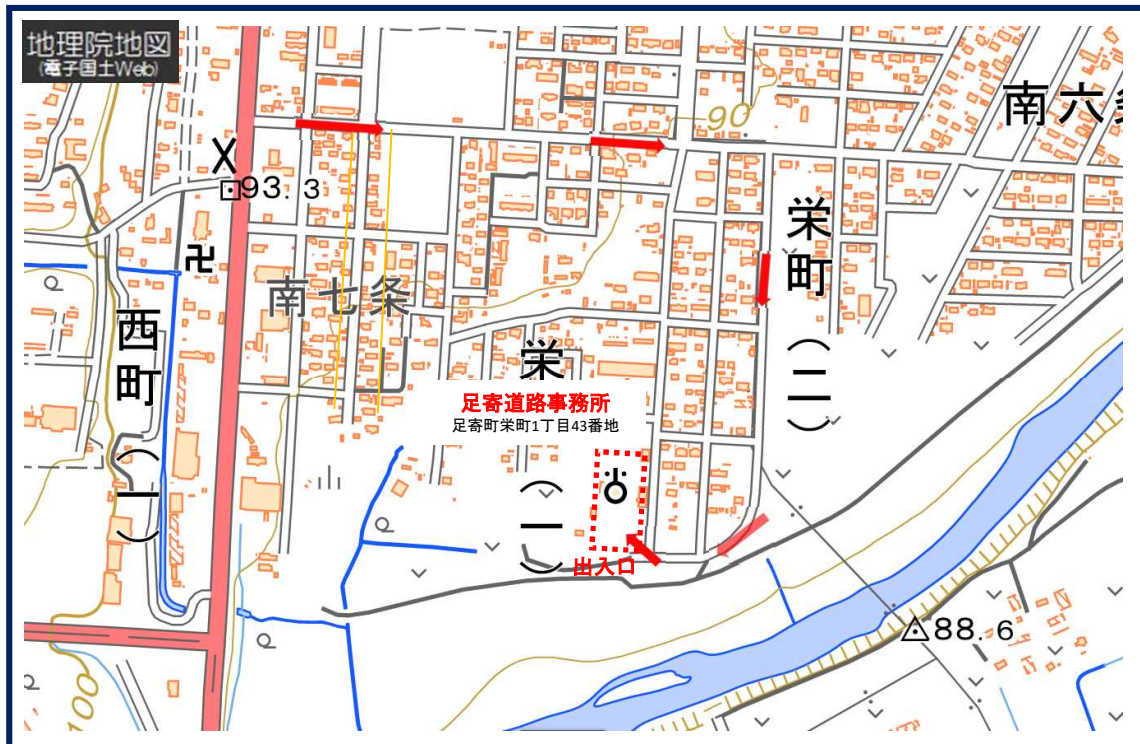 地理院地図
(電子国土Web)
南六
90
93.3
栄町(二)
南七条
西町(一)
栄
(一)
足寄道路事務所
足寄町栄町1丁目43番地
出入口
88.6
100